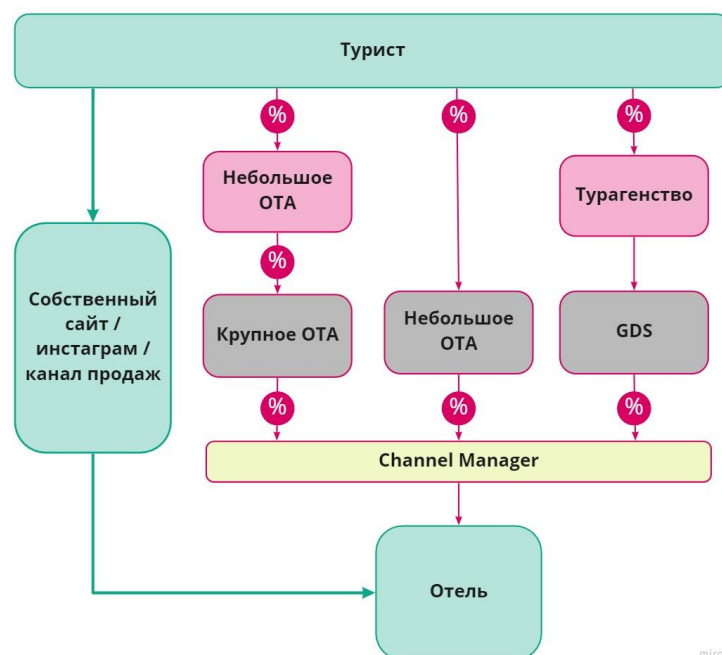 Турист
%
%
%
Небольшое
ОТА
Турагенство
%
Собственный
сайт /
инстаграм /
канал продаж
Крупное ОТА
Небольшое
ОТА
GDS
%
%
%
Channel Manager
Отель